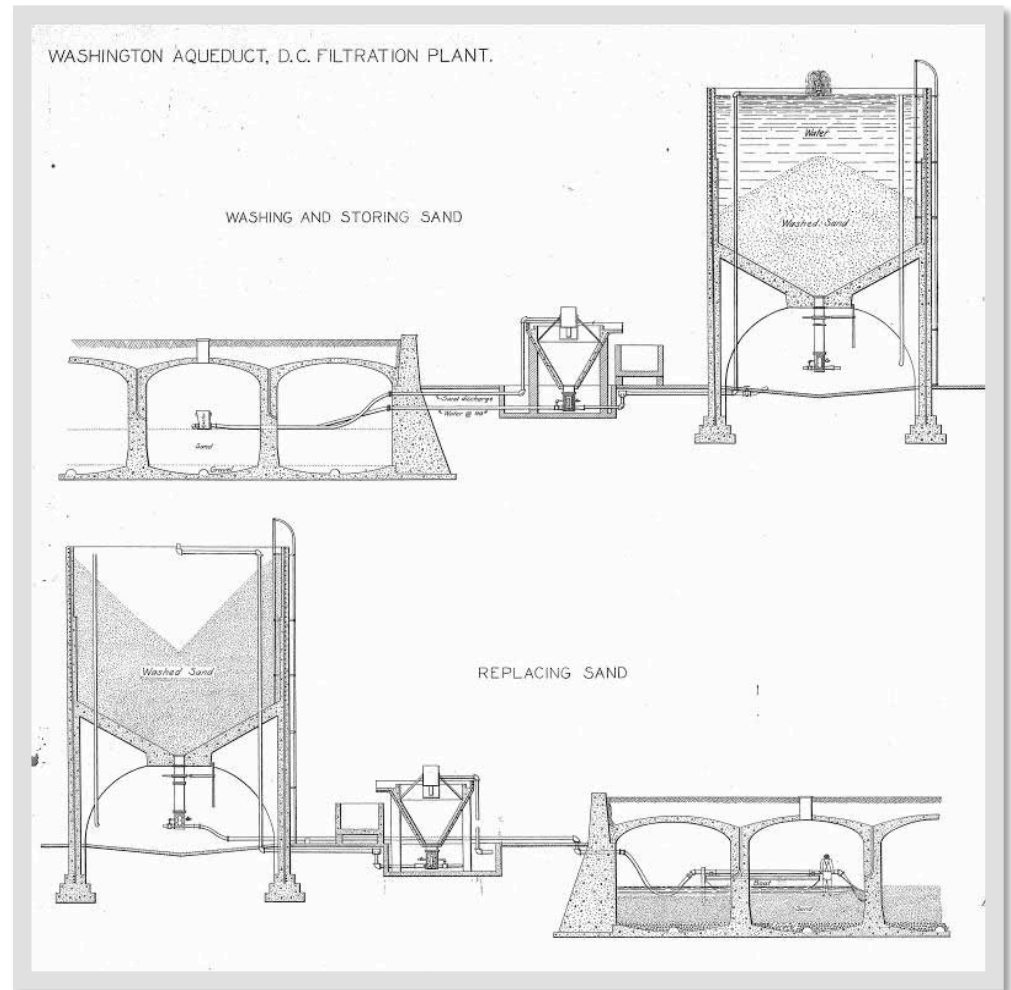 WASHINGTON AQUEDUCT, D.C. FILTRATION PLANT.
Water
WASHING AND STORING SAND
Washed Sand
Sand discharge
Sand
Gravel
Washed Sand
REPLACING SAND
Boat
Sand